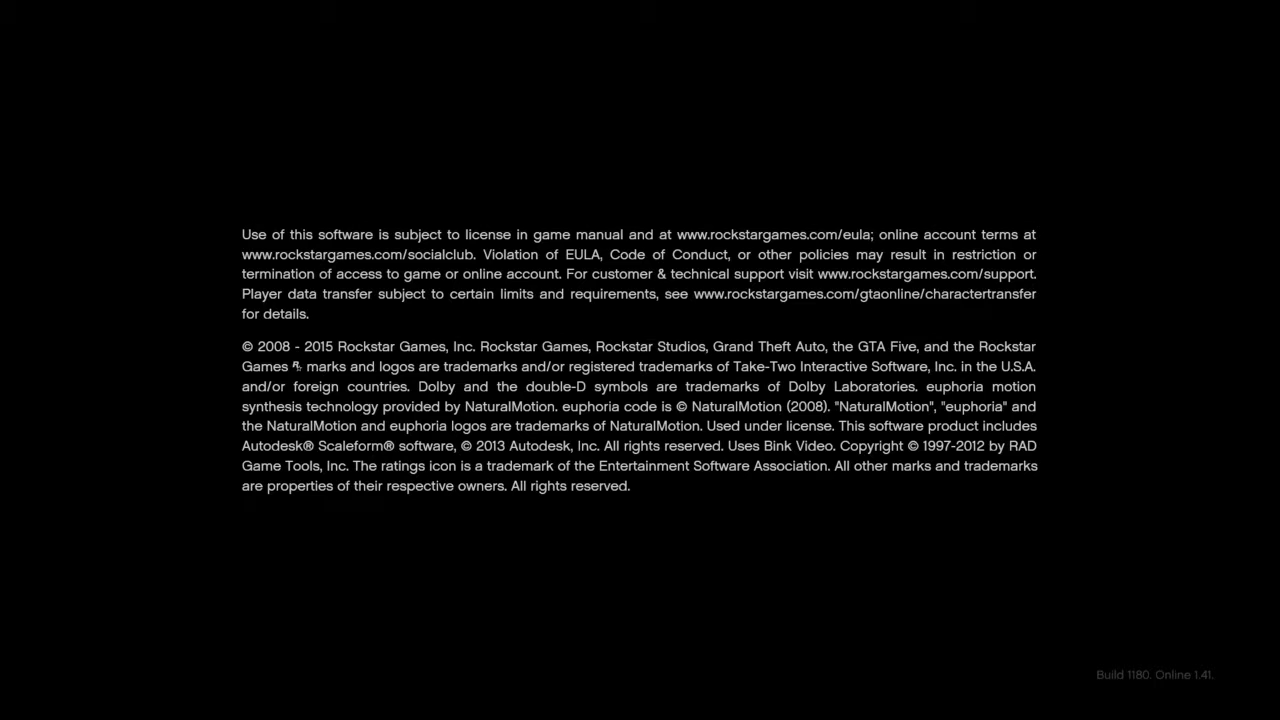 Use of this software is subject to license in game manual and at www.rockstargames.com/eula; online account terms at
www.rockstargames.com/socialclub. Violation of EULA, Code of Conduct, or other policies may result in restriction or
termination of access to game or online account. For customer & technical support visit www.rockstargames.com/support.
Player data transfer subject to certain limits and requirements, see www.rockstargames.com/gtaonline/charactertransfer
for details.
© 2008 - 2015 Rockstar Games, Inc. Rockstar Games, Rockstar Studios, Grand Theft Auto, the GTA Five, and the Rockstar
Games R* marks and logos are trademarks and/or registered trademarks of Take-Two Interactive Software, Inc. in the U.S.A.
and/or foreign countries. Dolby and the double-D symbols are trademarks of Dolby Laboratories. euphoria motion
synthesis technology provided by NaturalMotion. euphoria code is © NaturalMotion (2008). "NaturalMotion", "euphoria" and
the NaturalMotion and euphoria logos are trademarks of NaturalMotion. Used under license. This software product includes
Autodesk® Scaleform® software, © 2013 Autodesk, Inc. All rights reserved. Uses Bink Video. Copyright © 1997-2012 by RAD
Game Tools, Inc. The ratings icon is a trademark of the Entertainment Software Association. All other marks and trademarks
are properties of their respective owners. All rights reserved.
Build 1180. Online 1.41.